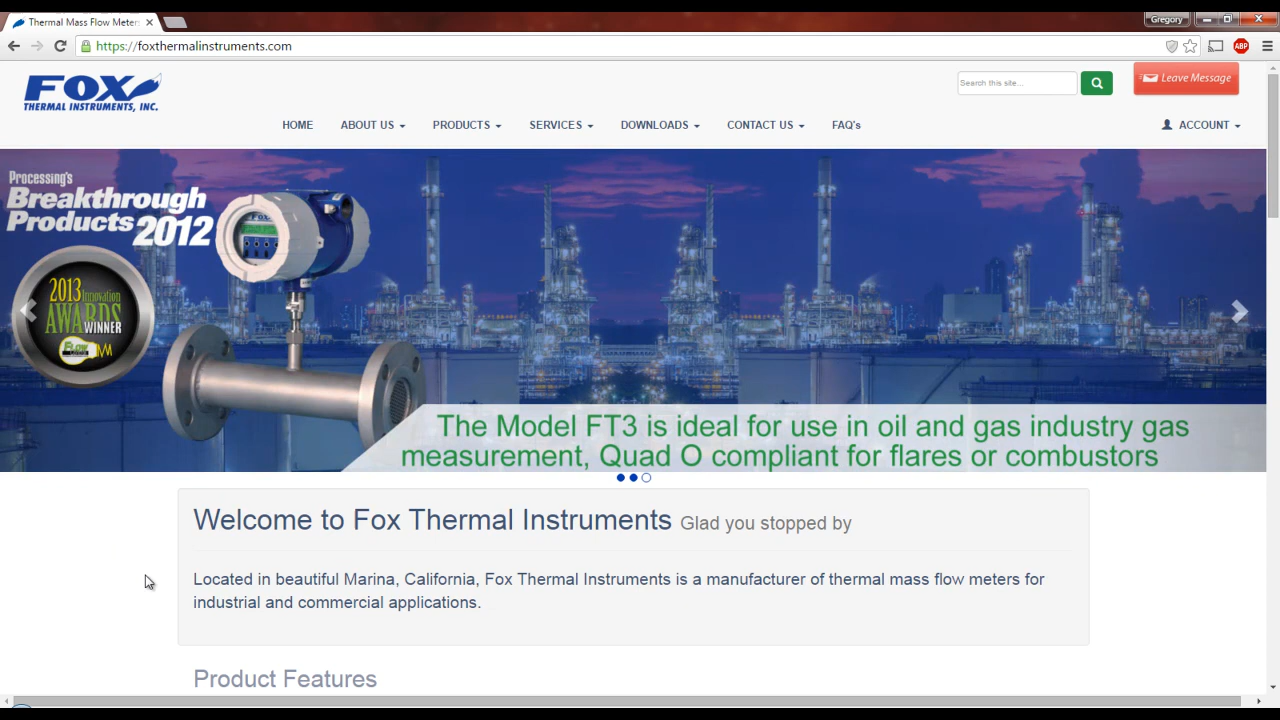 Thermal Mass Flow Meter
Gregory
https://foxthermalinstruments.com
ABP
FOX
THERMAL INSTRUMENTS, INC.
Search this site...
Leave Message
HOME
ABOUT US
PRODUCTS
SERVICES
DOWNLOADS
CONTACT US
FAQ's
ACCOUNT
Processing's
Breakthrough
Products
2012
FOX
2013 Innovation
AWARDS
WINNER
The Model FT3 is ideal for use in oil and gas industry gas
measurement, Quad O compliant for flares or combustors
Welcome to Fox Thermal Instruments Glad you stopped by
Located in beautiful Marina, California, Fox Thermal Instruments is a manufacturer of thermal mass flow meters for
industrial and commercial applications.
Product Features